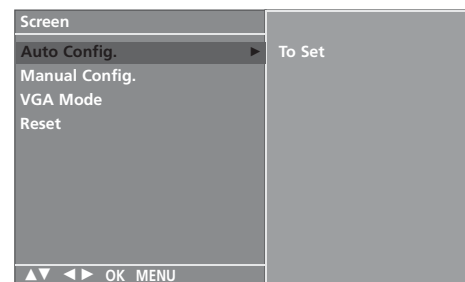 Screen
Auto Config. ► To Set
Manual Config.
VGA Mode
Reset
▲▼ ◄► OK MENU